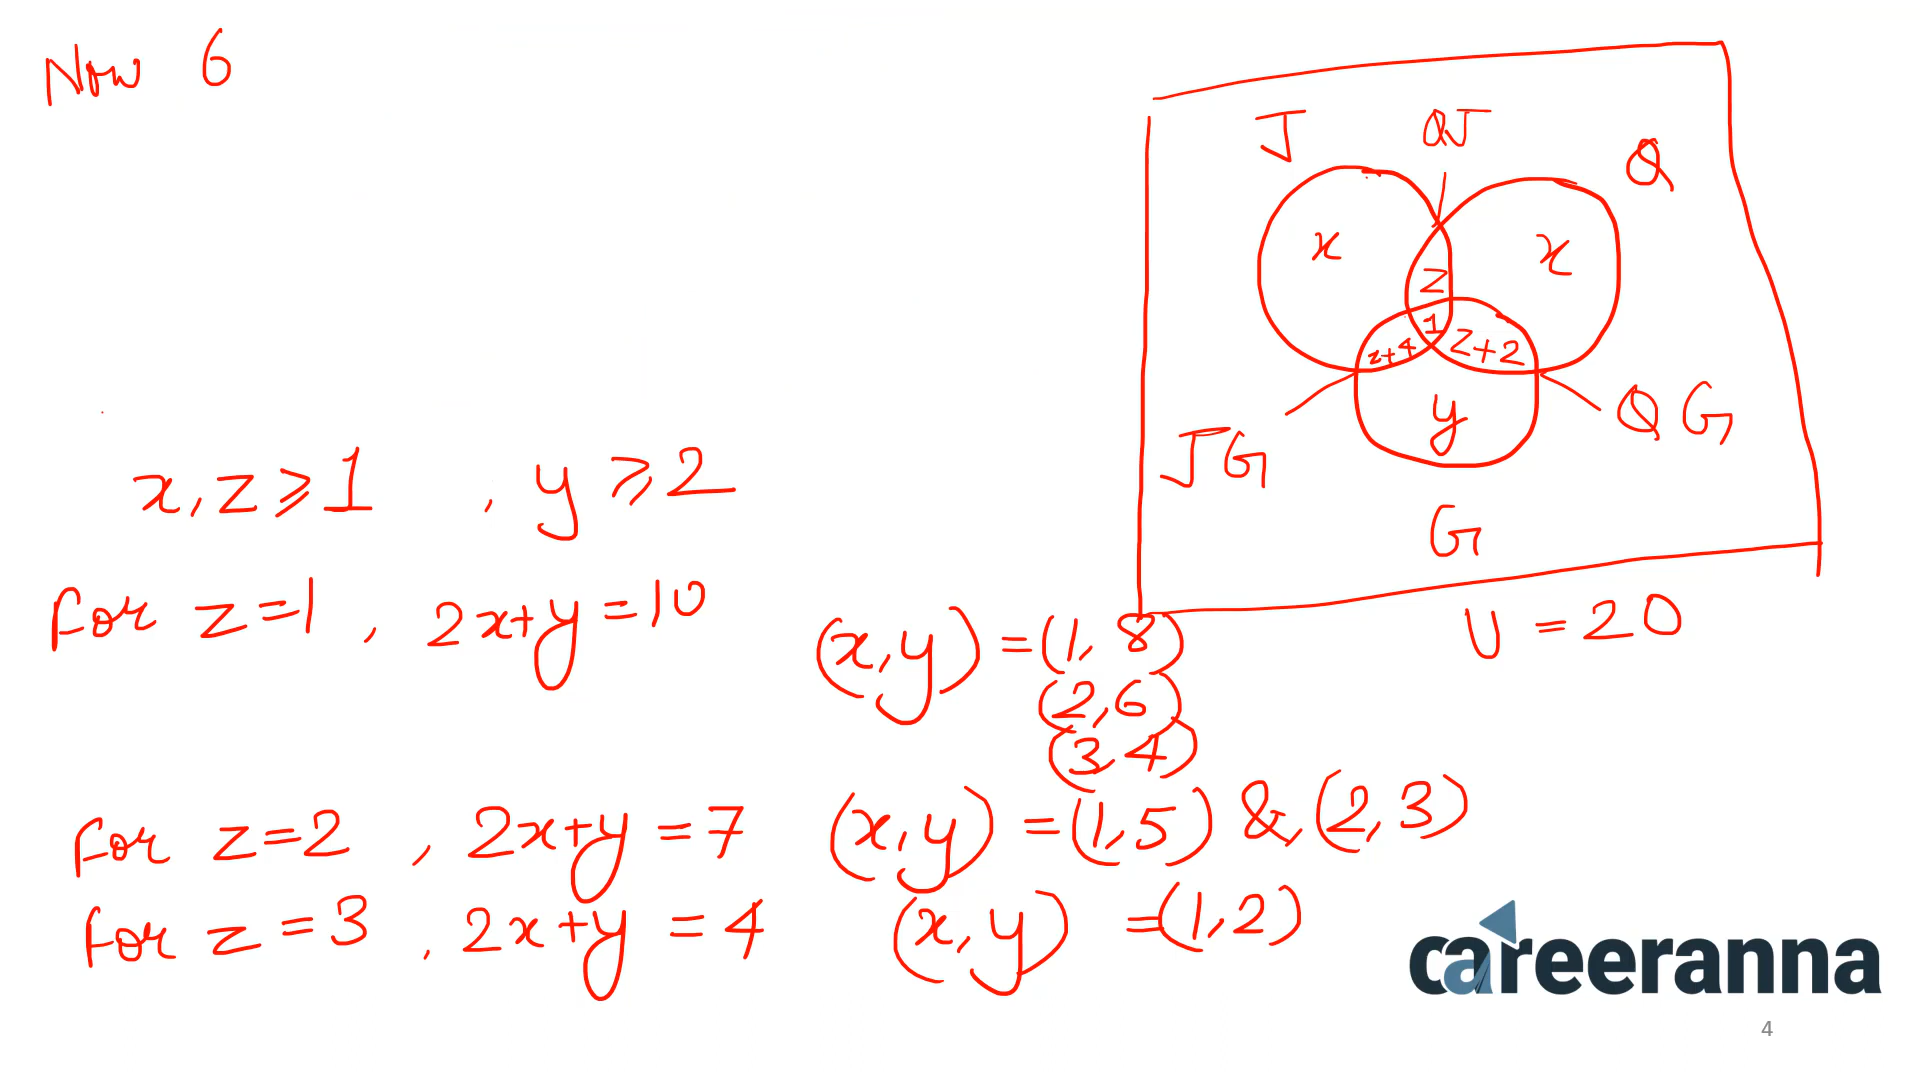 Now 6
J QJ Q
x z x
1
z+4 z+2
y
JG QG
G
U = 20
x, z ⩾ 1 , y ⩾ 2
for z=1 , 2x+y=10 (x,y) = (1, 8)
(2,6)
(3,4)
for z=2 , 2x+y=7 (x,y) = (1,5) & (2,3)
for z=3 , 2x+y=4 (x,y) =(1,2)
careeranna
4